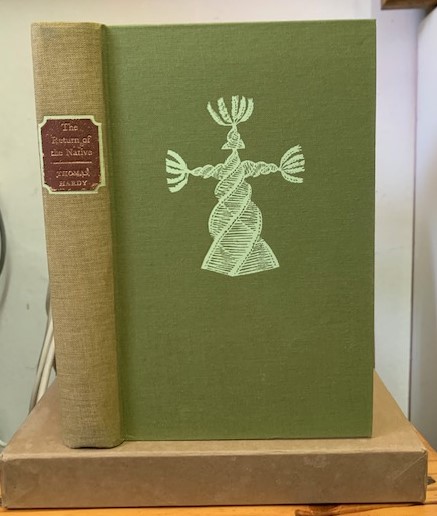 The
Return of
the Native
THOMAS
HARDY